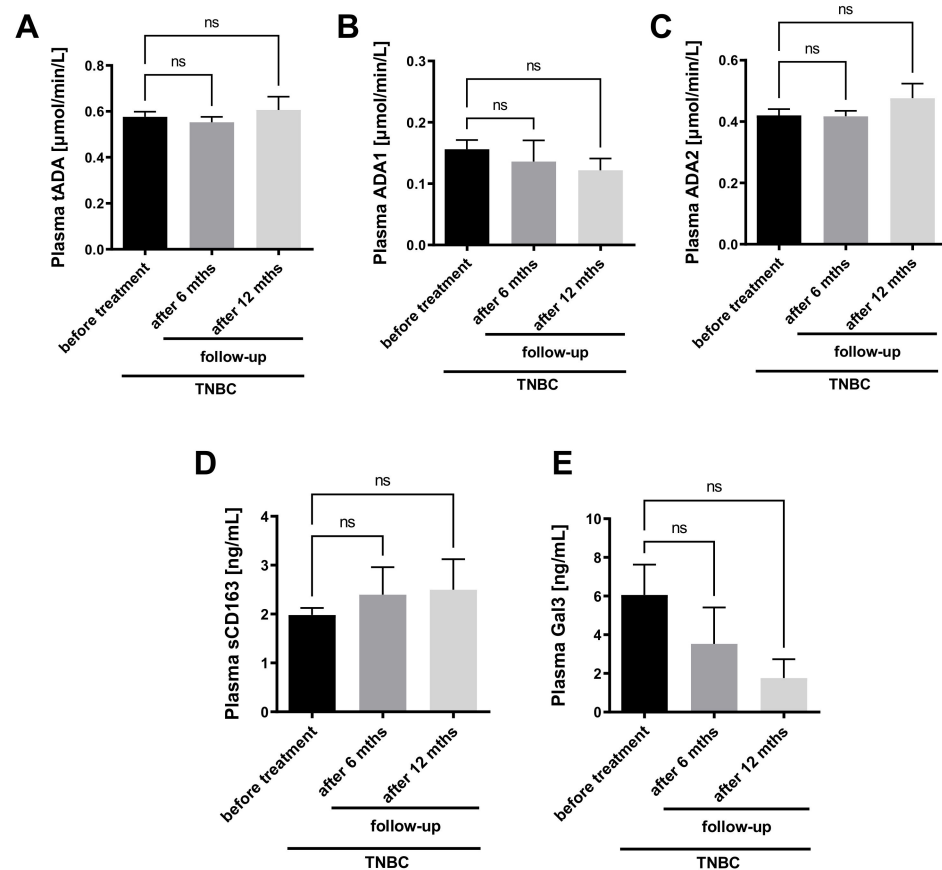 A
ns
ns
Plasma tADA [µmol/min/L]
0.8
0.6
0.4
0.2
0.0
before treatment
after 6 mths
after 12 mths
follow-up
TNBC
B
ns
ns
Plasma ADA1 [µmol/min/L]
0.3
0.2
0.1
0.0
before treatment
after 6 mths
after 12 mths
follow-up
TNBC
C
ns
ns
Plasma ADA2 [µmol/min/L]
0.6
0.4
0.2
0.0
before treatment
after 6 mths
after 12 mths
follow-up
TNBC
D
ns
ns
Plasma sCD163 [ng/mL]
4
3
2
1
0
before treatment
after 6 mths
after 12 mths
follow-up
TNBC
E
ns
ns
Plasma Gal3 [ng/mL]
10
8
6
4
2
0
before treatment
after 6 mths
after 12 mths
follow-up
TNBC